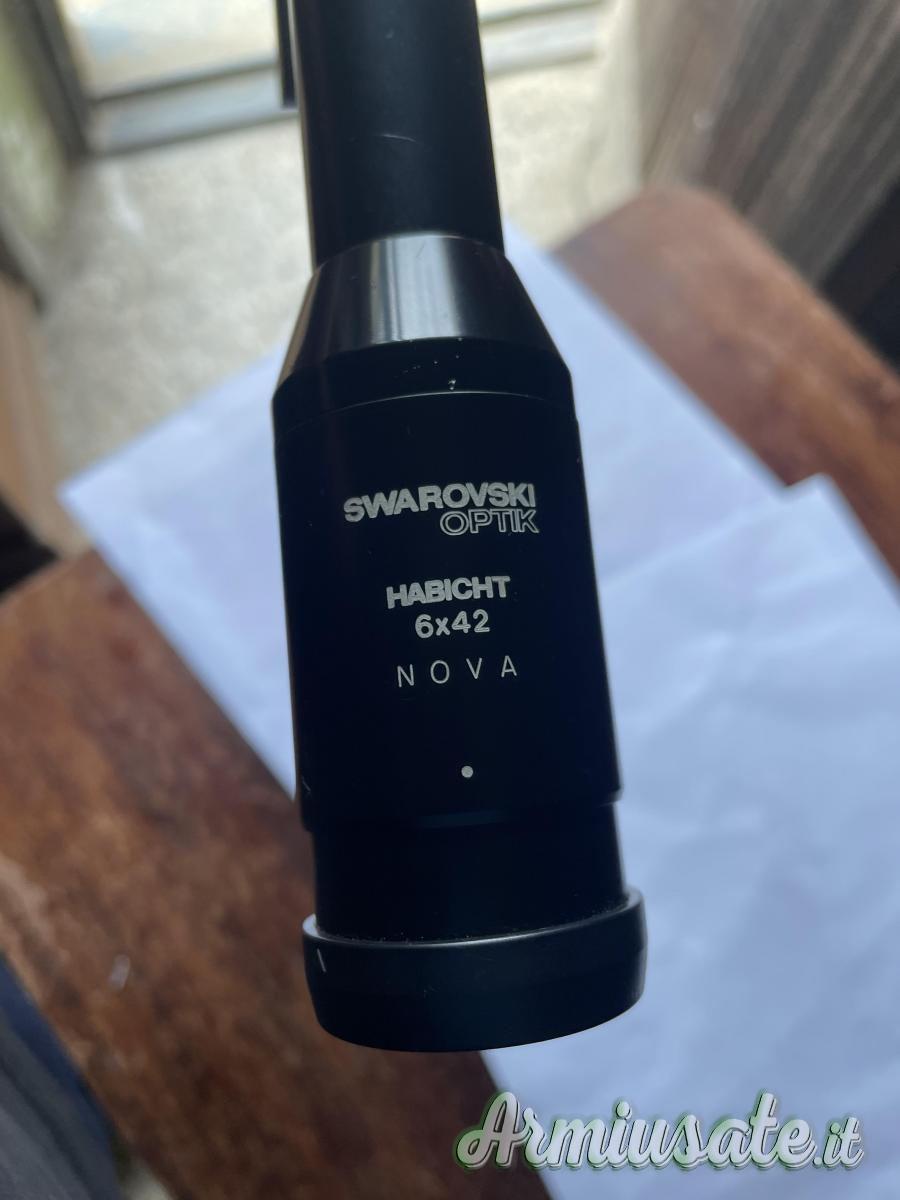 SWAROVSKI
OPTIK
HABICHT
6x42
NOVA
Armiusate.it